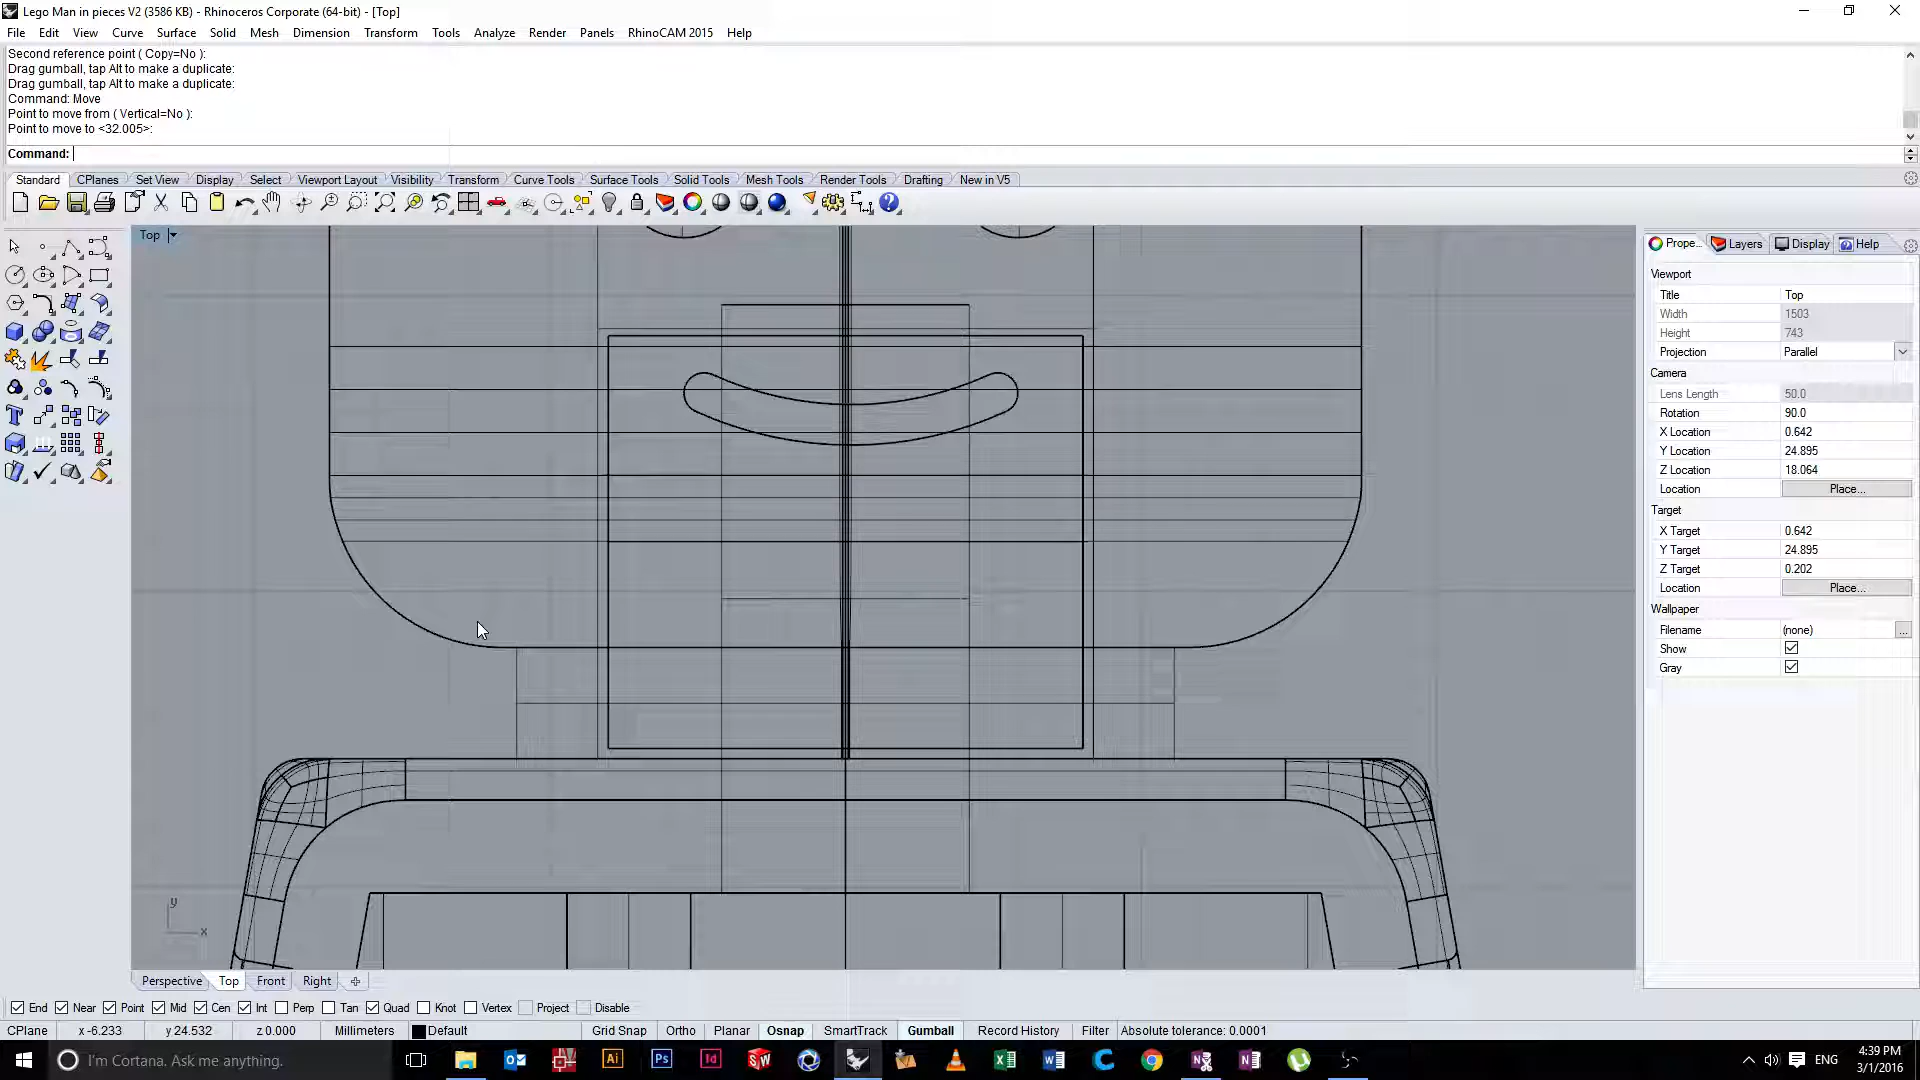 Lego Man in pieces V2 (3586 KB) - Rhinoceros Corporate (64-bit) - [Top]
File Edit View Curve Surface Solid Mesh Dimension Transform Tools Analyze Render Panels RhinoCAM 2015 Help
Second reference point ( Copy=No ):
Drag gumball, tap Alt to make a duplicate:
Drag gumball, tap Alt to make a duplicate:
Command: Move
Point to move from ( Vertical=No ):
Point to move to <32.005>:
Command:
Standard CPlanes Set View Display Select Viewport Layout Visibility Transform Curve Tools Surface Tools Solid Tools Mesh Tools Render Tools Drafting New in V5
Top
Prope... Layers Display Help
Viewport
Title Top
Width 1503
Height 743
Projection Parallel
Camera
Lens Length 50.0
Rotation 90.0
X Location 0.642
Y Location 24.895
Z Location 18.064
Location Place...
Target
X Target 0.642
Y Target 24.895
Z Target 0.202
Location Place...
Wallpaper
Filename (none) ...
Show
Gray
y
x
Perspective Top Front Right
End Near Point Mid Cen Int Perp Tan Quad Knot Vertex Project Disable
CPlane x -6.233 y 24.532 z 0.000 Millimeters Default Grid Snap Ortho Planar Osnap SmartTrack Gumball Record History Filter Absolute tolerance: 0.0001
I'm Cortana. Ask me anything.
Ai Ps Id SW ENG
4:39 PM
3/1/2016